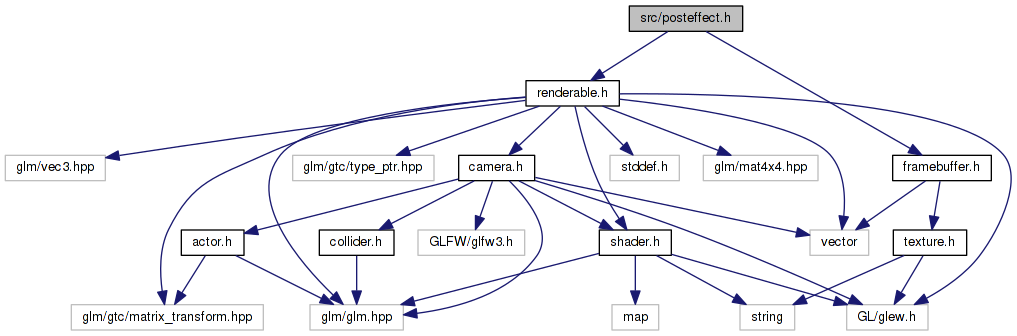 src/posteffect.h
renderable.h
glm/vec3.hpp
glm/gtc/type_ptr.hpp
camera.h
stddef.h
glm/mat4x4.hpp
framebuffer.h
actor.h
collider.h
GLFW/glfw3.h
shader.h
vector
texture.h
glm/gtc/matrix_transform.hpp
glm/glm.hpp
map
string
GL/glew.h